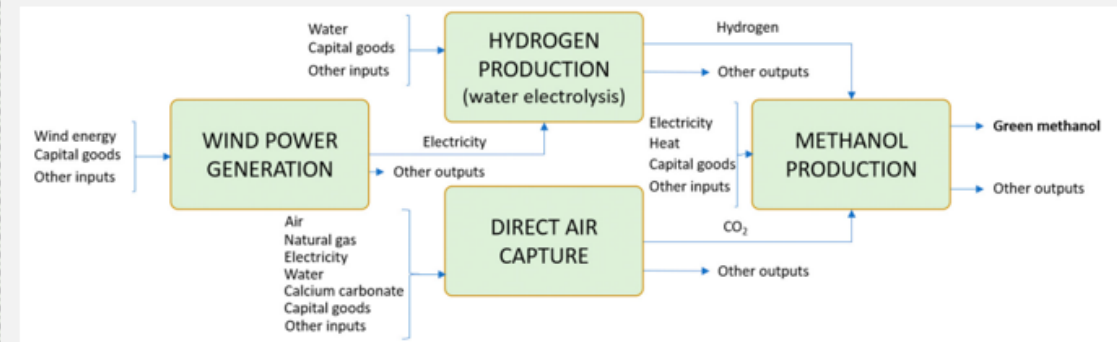 Water
Capital goods
Other inputs
HYDROGEN
PRODUCTION
(water electrolysis)
Hydrogen
Other outputs
Wind energy
Capital goods
Other inputs
WIND POWER
GENERATION
Electricity
Other outputs
Electricity
Heat
Capital goods
Other inputs
METHANOL
PRODUCTION
Green methanol
Other outputs
Air
Natural gas
Electricity
Water
Calcium carbonate
Capital goods
Other inputs
DIRECT AIR
CAPTURE
CO₂
Other outputs